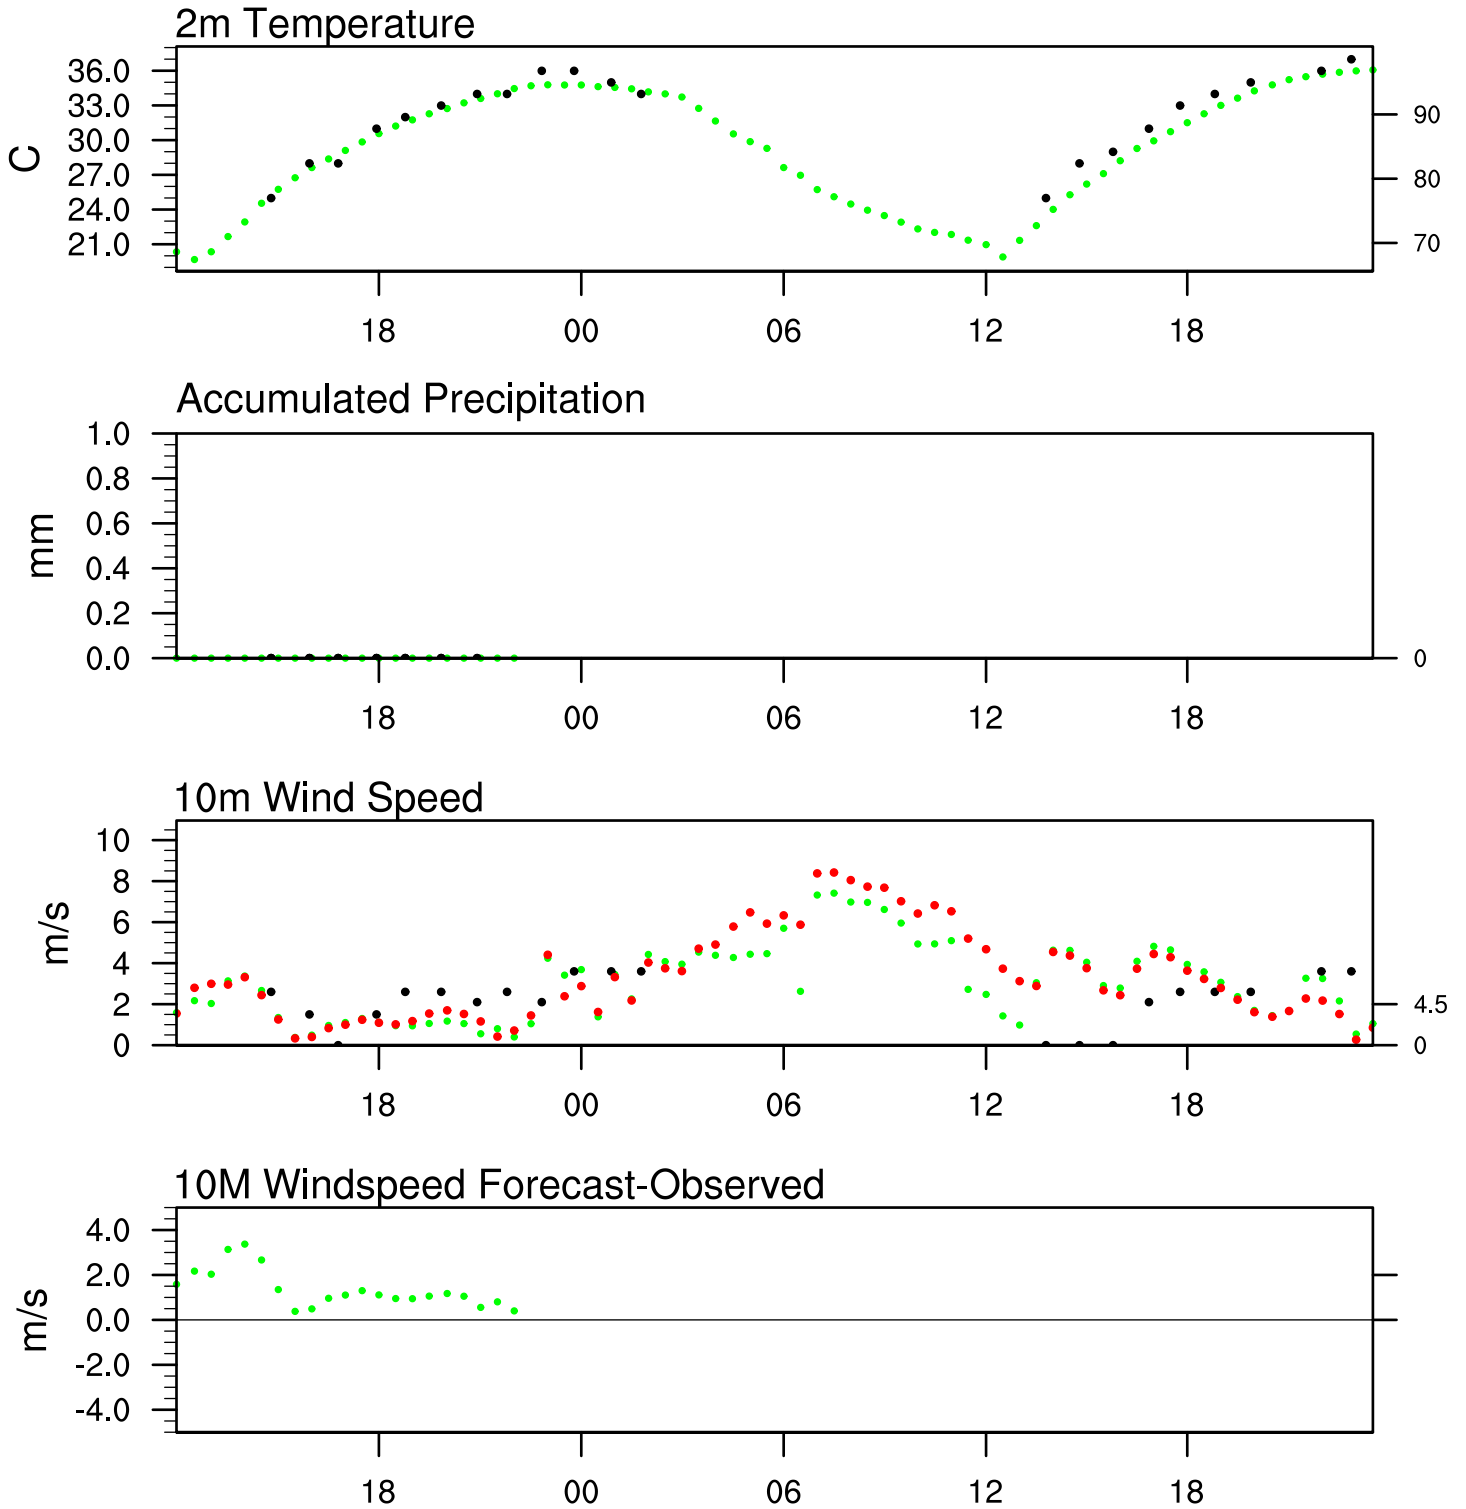 2m Temperature
36.0
33.0
30.0
27.0
24.0
21.0
C
90
80
70
18 00 06 12 18
Accumulated Precipitation
1.0
0.8
0.6
0.4
0.2
0.0
mm
0
18 00 06 12 18
10m Wind Speed
10
8
6
4
2
0
m/s
4.5
0
18 00 06 12 18
10M Windspeed Forecast-Observed
4.0
2.0
0.0
-2.0
-4.0
m/s
18 00 06 12 18